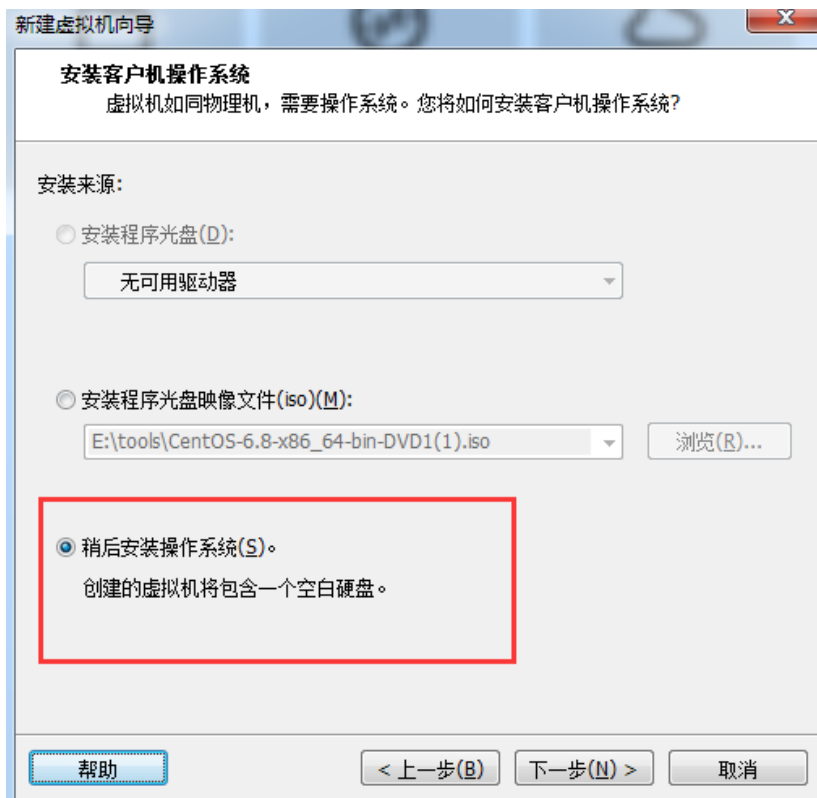 新建虚拟机向导
安装客户机操作系统
虚拟机如同物理机，需要操作系统。您将如何安装客户机操作系统?
安装来源:
安装程序光盘(D):
无可用驱动器
安装程序光盘映像文件(iso)(M):
E:\tools\CentOS-6.8-x86_64-bin-DVD1(1).iso
浏览(R)...
稍后安装操作系统(S)。
创建的虚拟机将包含一个空白硬盘。
帮助
< 上一步(B)
下一步(N) >
取消